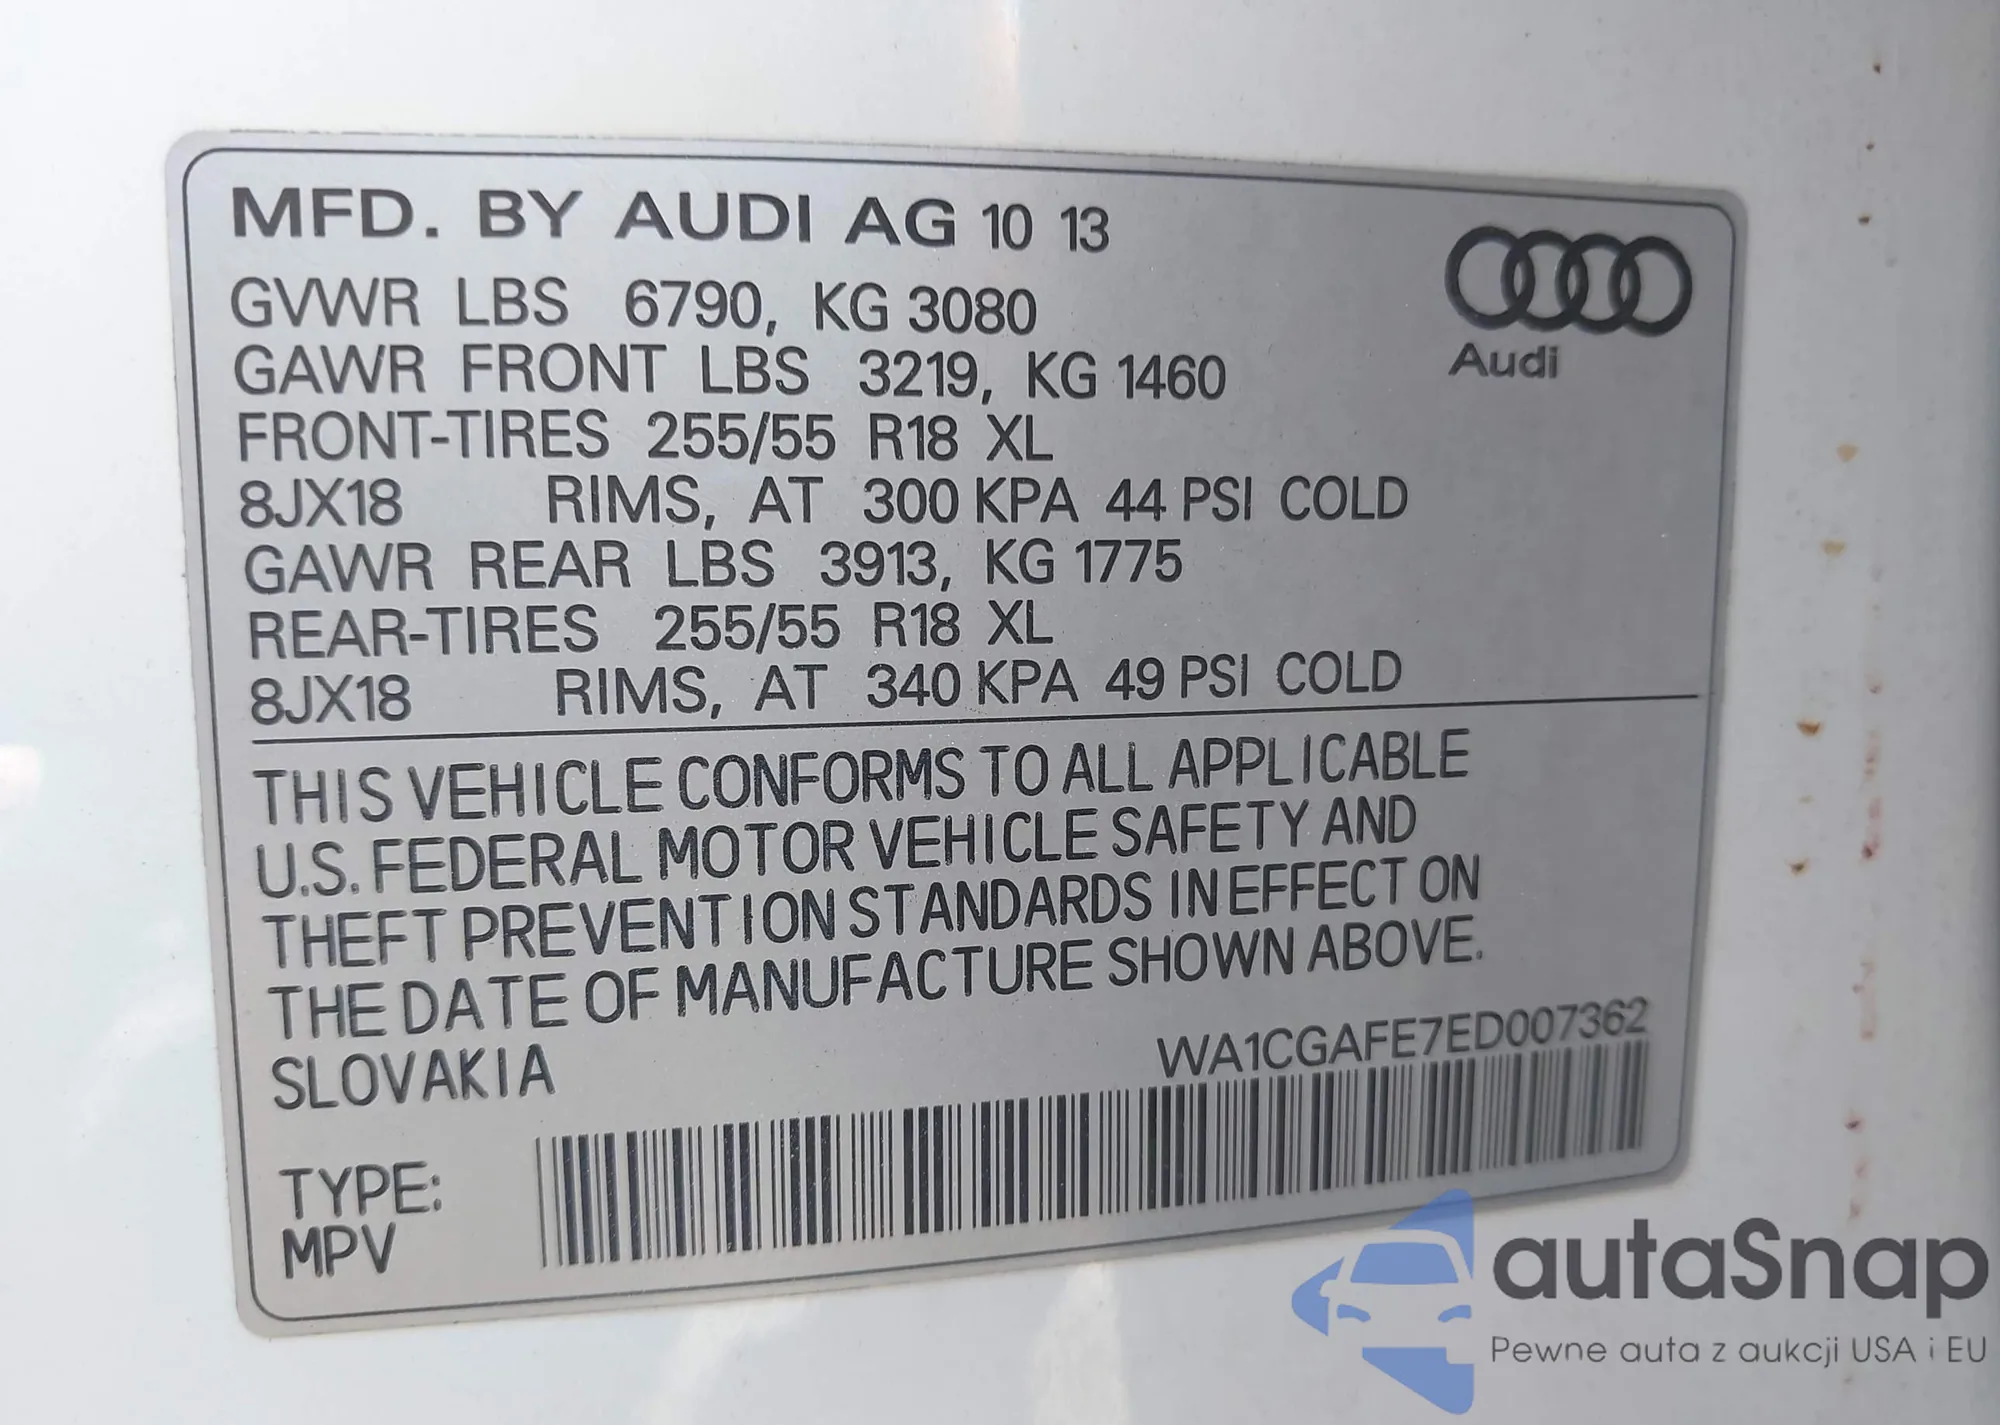 MFD. BY AUDI AG 10 13
GVWR LBS 6790, KG 3080
GAWR FRONT LBS 3219, KG 1460
FRONT-TIRES 255/55 R18 XL
8JX18 RIMS, AT 300 KPA 44 PSI COLD
GAWR REAR LBS 3913, KG 1775
REAR-TIRES 255/55 R18 XL
8JX18 RIMS, AT 340 KPA 49 PSI COLD
Audi
THIS VEHICLE CONFORMS TO ALL APPLICABLE
U.S. FEDERAL MOTOR VEHICLE SAFETY AND
THEFT PREVENTION STANDARDS IN EFFECT ON
THE DATE OF MANUFACTURE SHOWN ABOVE.
SLOVAKIA
WA1CGAFE7ED007362
TYPE:
MPV
autaSnap
Pewne auta z aukcji USA i EU